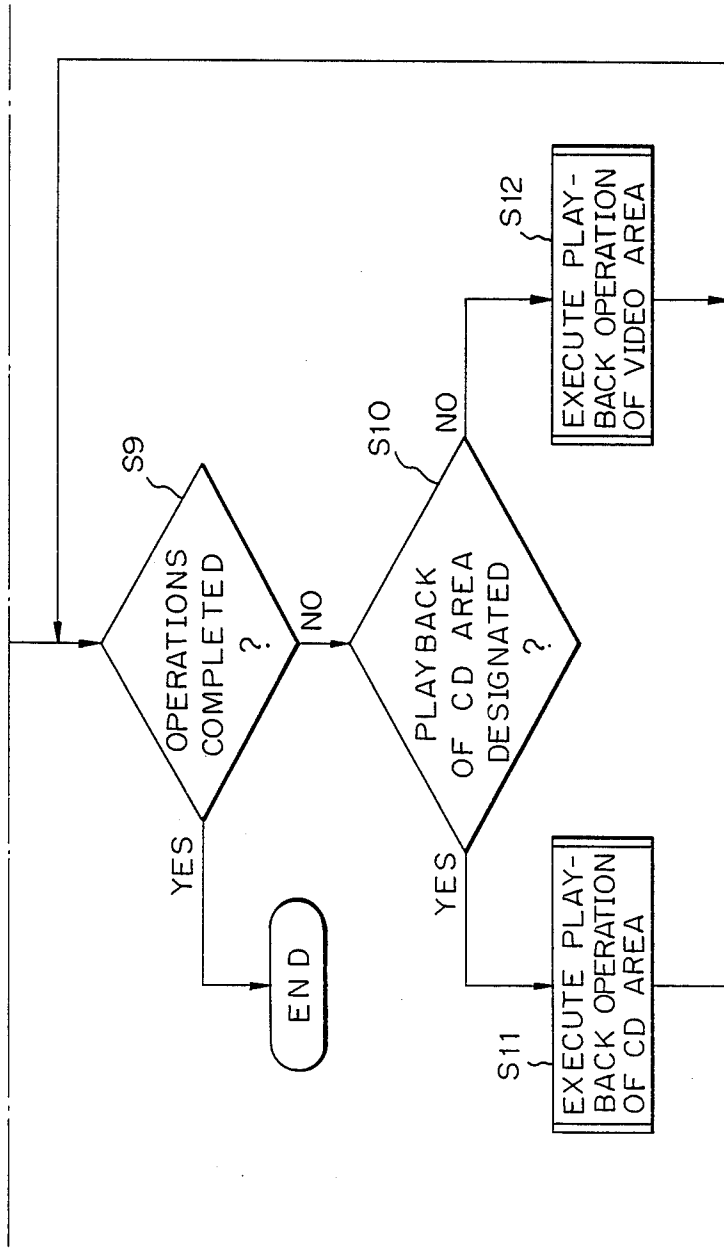 S9
OPERATIONS
COMPLETED
?
YES
NO
END
S10
PLAYBACK
OF CD AREA
DESIGNATED
?
YES
NO
S11
EXECUTE PLAY-
BACK OPERATION
OF CD AREA
S12
EXECUTE PLAY-
BACK OPERATION
OF VIDEO AREA